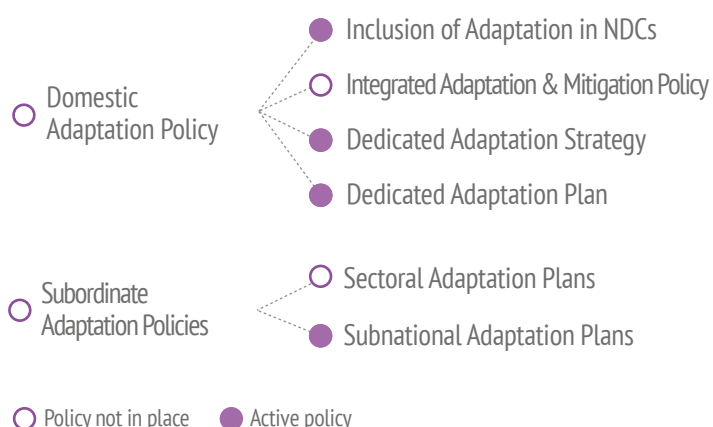 Domestic
Adaptation Policy
Inclusion of Adaptation in NDCs
Integrated Adaptation & Mitigation Policy
Dedicated Adaptation Strategy
Dedicated Adaptation Plan
Subordinate
Adaptation Policies
Sectoral Adaptation Plans
Subnational Adaptation Plans
Policy not in place Active policy